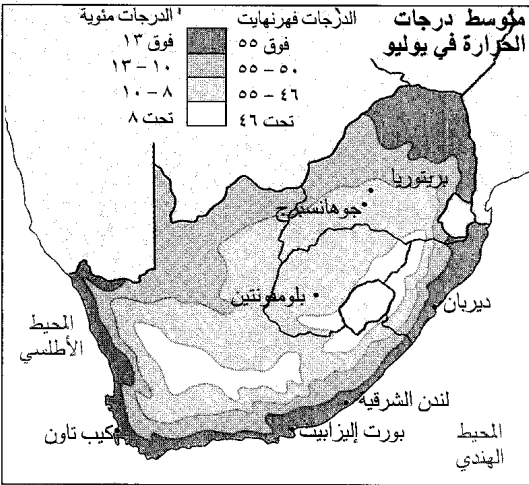 متوسط درجات
الحرارة في يوليو
الدرجات فهرنهايت
الدرجات مئوية
فوق ٥٥
فوق ١٣
٥٠ – ٥٥
١٠ – ١٣
٤٦ – ٥٥
٨ – ١٠
تحت ٤٦
تحت ٨
بريتوريا
جوهانسبرج
بلومفونتين
ديربان
المحيط
الأطلسي
لندن الشرقية
كيب تاون
بورت إليزابيث
المحيط
الهندي